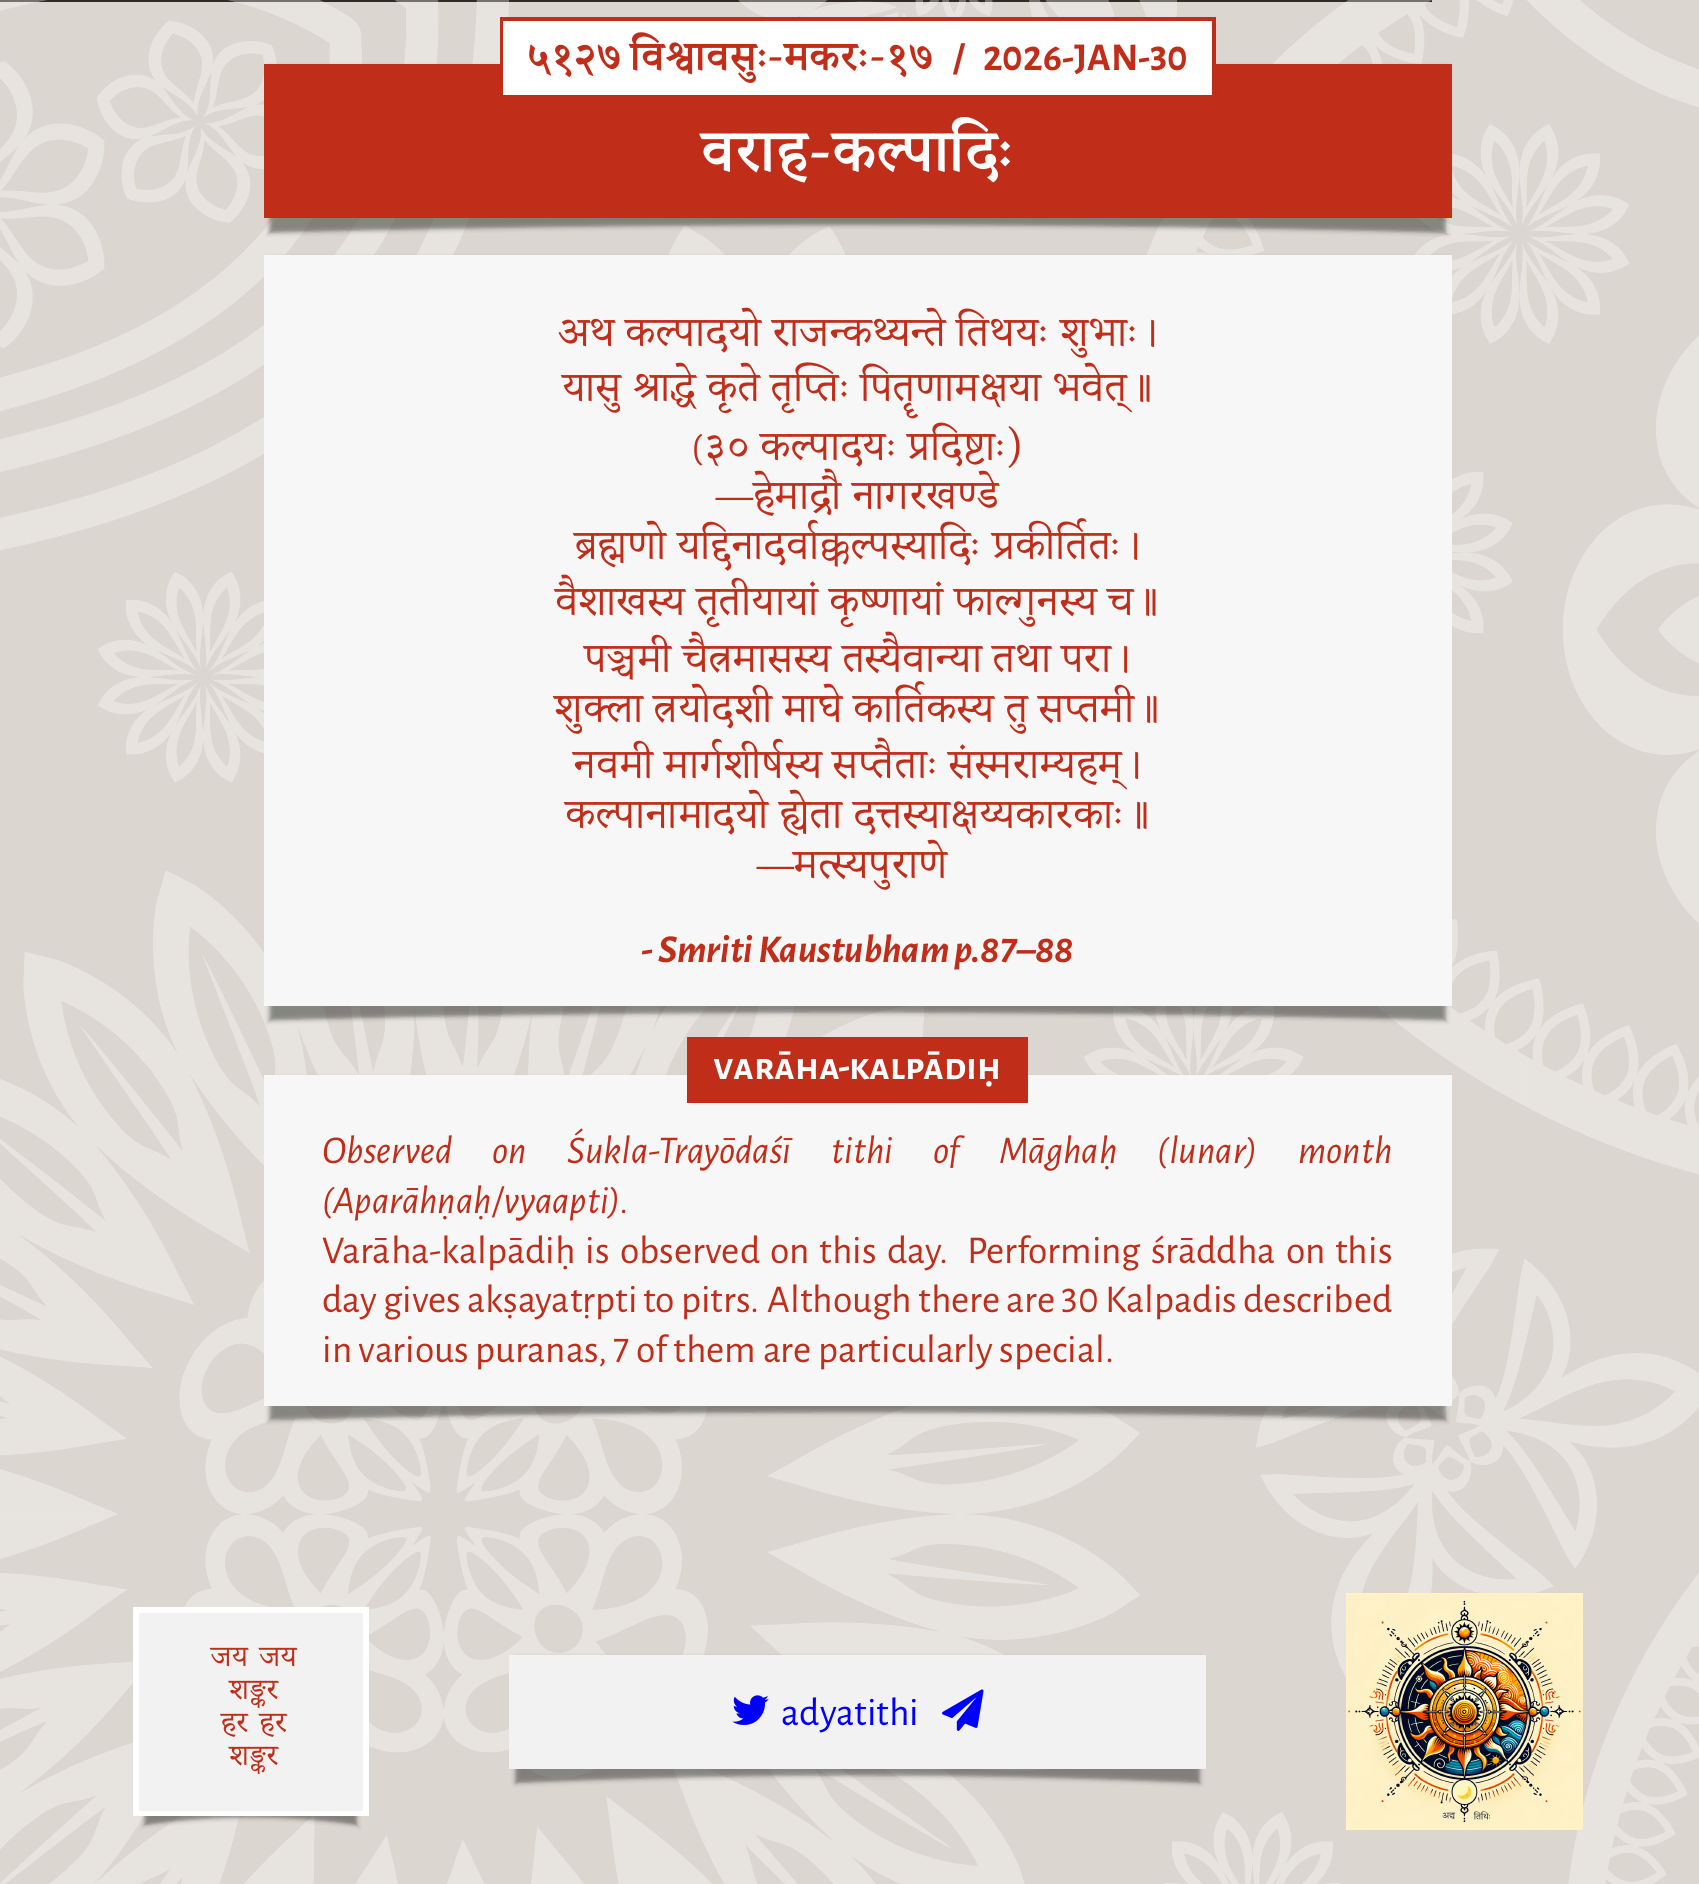 ५१२७ विश्वावसुः-मकरः-१७ / 2026-JAN-30
वराह-कल्पादिः
अथ कल्पादयो राजन्कथ्यन्ते तिथयः शुभाः।
यासु श्राद्धे कृते तृप्तिः पितॄणामक्षया भवेत्॥
(३० कल्पादयः प्रदिष्टाः)
—हेमाद्रौ नागरखण्डे
ब्रह्मणो यद्दिनादर्वाक्कल्पस्यादिः प्रकीर्तितः।
वैशाखस्य तृतीयायां कृष्णायां फाल्गुनस्य च॥
पञ्चमी चैत्रमासस्य तस्यैवान्या तथा परा।
शुक्ला त्रयोदशी माघे कार्तिकस्य तु सप्तमी॥
नवमी मार्गशीर्षस्य सप्तैताः संस्मराम्यहम्।
कल्पानामादयो ह्येता दत्तस्याक्षय्यकारकाः॥
—मत्स्यपुराणे
- Smriti Kaustubham p.87–88
VARĀHA-KALPĀDIḤ
Observed on Śukla-Trayōdaśī tithi of Māghaḥ (lunar) month
(Aparāhṇaḥ/vyaapti).
Varāha-kalpādiḥ is observed on this day. Performing śrāddha on this
day gives akṣayatṛpti to pitrs. Although there are 30 Kalpadis described
in various puranas, 7 of them are particularly special.
जय जय
शङ्कर
हर हर
शङ्कर
adyatithi
अद्य तिथिः